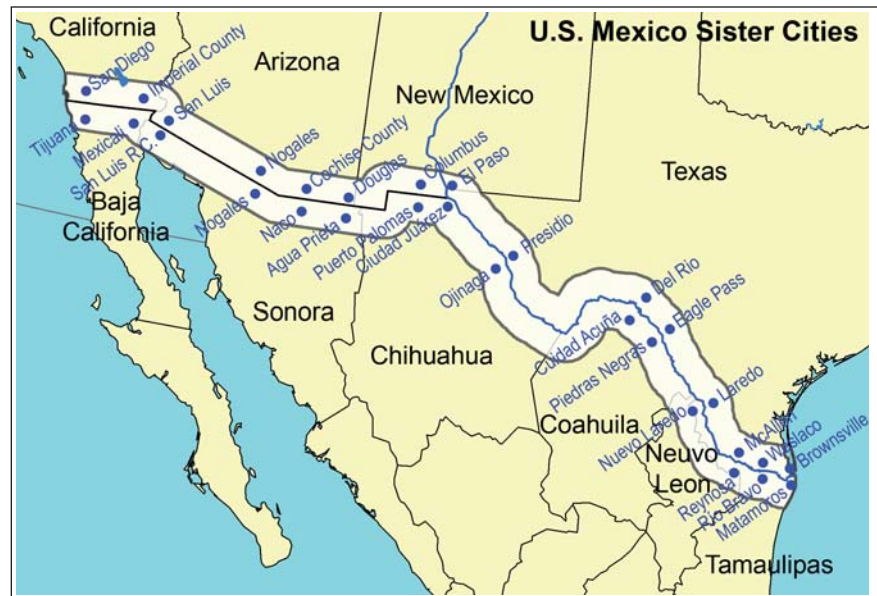 U.S. Mexico Sister Cities
California
Arizona
New Mexico
Texas
San Diego
Imperial County
San Luis
Tijuana
Mexicali
San Luis R.C.
Baja
California
Nogales
Cochise County
Douglas
Columbus
El Paso
Nogales
Naco
Agua Prieta
Puerto Palomas
Ciudad Juárez
Sonora
Presidio
Ojinaga
Chihuahua
Del Rio
Eagle Pass
Cuidad Acuña
Piedras Negras
Coahuila
Laredo
Nuevo Laredo
Neuvo
Leon
McAllen
Weslaco
Brownsville
Reynosa
Rio Bravo
Matamoros
Tamaulipas